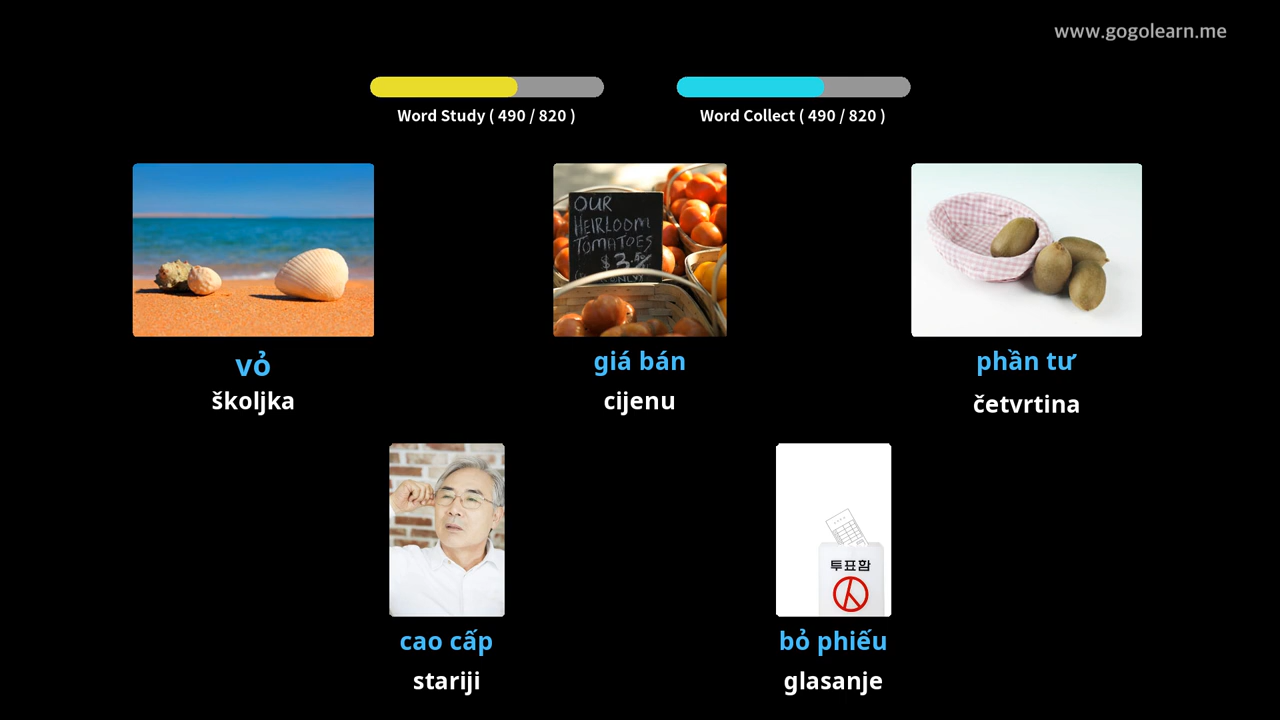 www.gogolearn.me
Word Study ( 490 / 820 )
Word Collect ( 490 / 820 )
OUR
HEIRLOOM
TOMATOES
vỏ
giá bán
phần tư
školjka
cijenu
četvrtina
투표함
cao cấp
bỏ phiếu
stariji
glasanje